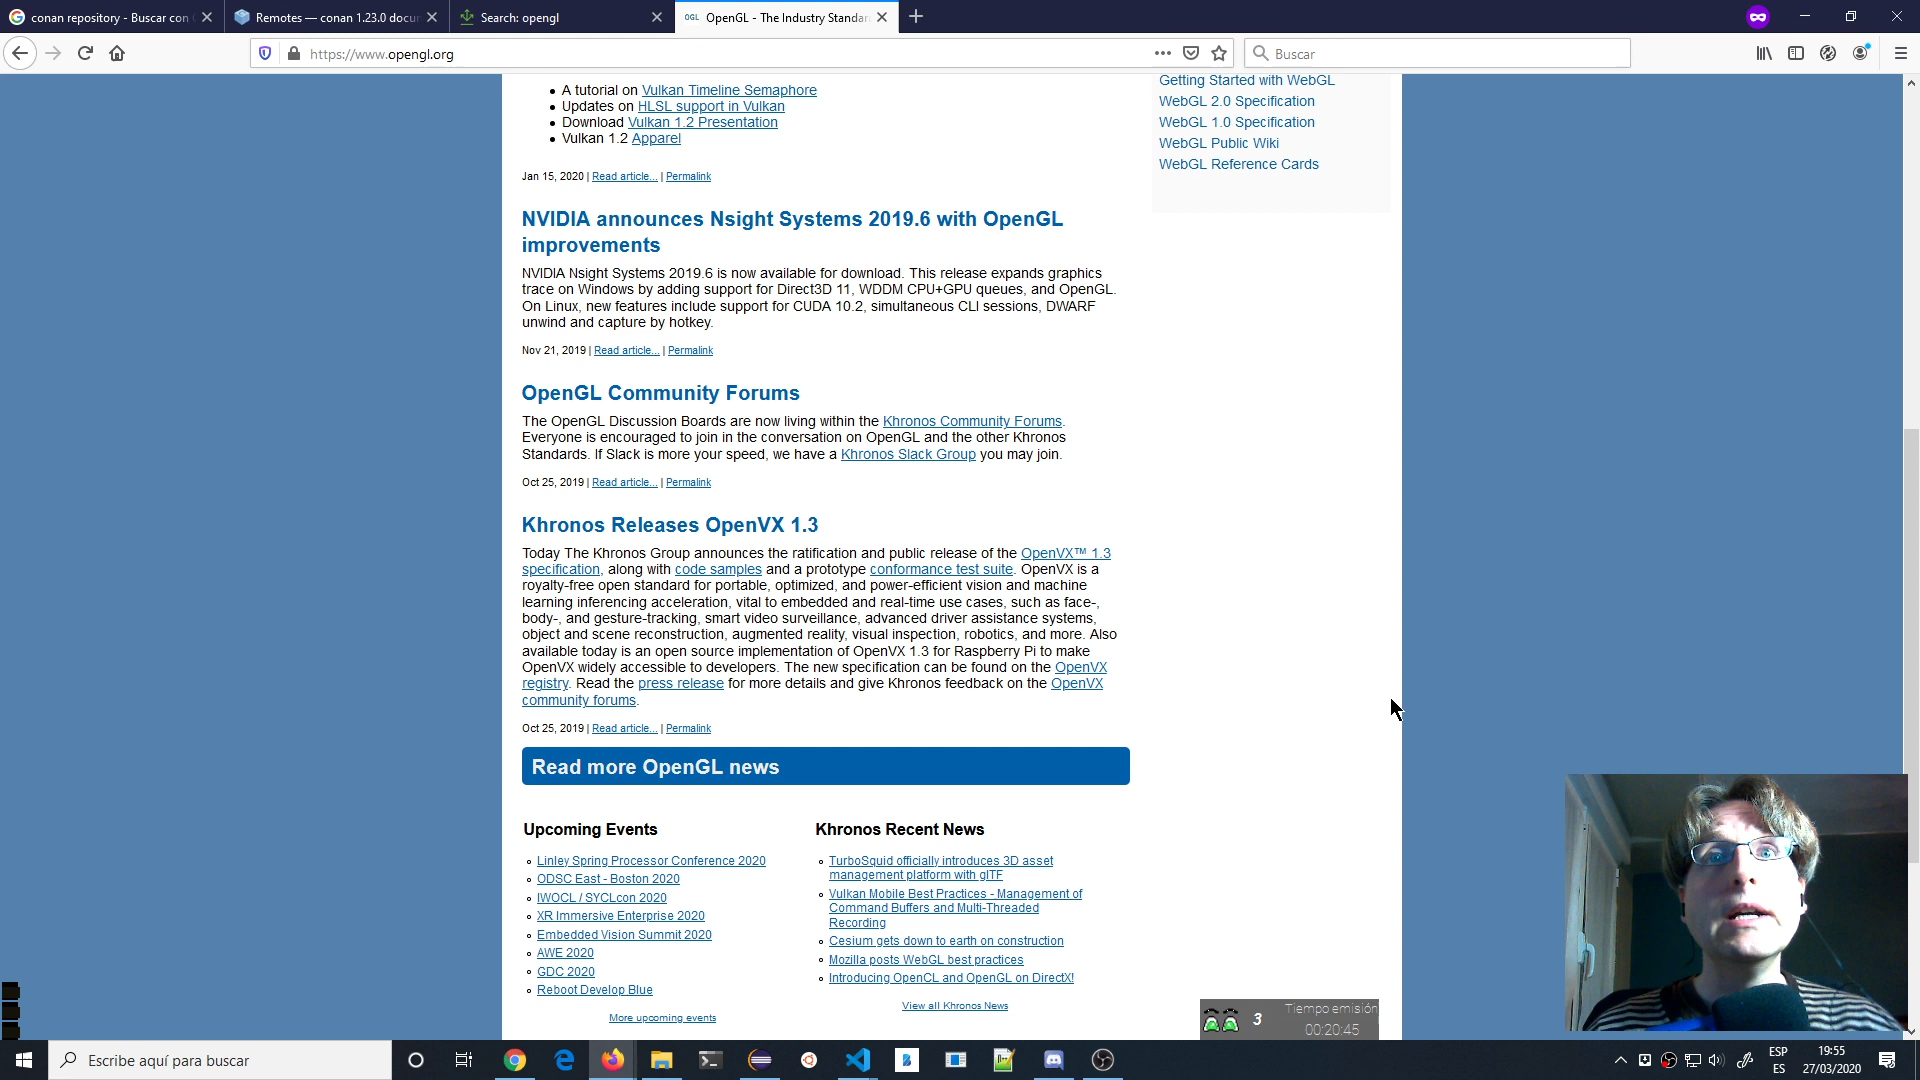 conan repository - Buscar con
Remotes — conan 1.23.0 docu
Search: opengl
OGL OpenGL - The Industry Standar
https://www.opengl.org
Buscar
A tutorial on Vulkan Timeline Semaphore
Updates on HLSL support in Vulkan
Download Vulkan 1.2 Presentation
Vulkan 1.2 Apparel
Jan 15, 2020 | Read article... | Permalink
Getting Started with WebGL
WebGL 2.0 Specification
WebGL 1.0 Specification
WebGL Public Wiki
WebGL Reference Cards
NVIDIA announces Nsight Systems 2019.6 with OpenGL
improvements
NVIDIA Nsight Systems 2019.6 is now available for download. This release expands graphics
trace on Windows by adding support for Direct3D 11, WDDM CPU+GPU queues, and OpenGL.
On Linux, new features include support for CUDA 10.2, simultaneous CLI sessions, DWARF
unwind and capture by hotkey.
Nov 21, 2019 | Read article... | Permalink
OpenGL Community Forums
The OpenGL Discussion Boards are now living within the Khronos Community Forums.
Everyone is encouraged to join in the conversation on OpenGL and the other Khronos
Standards. If Slack is more your speed, we have a Khronos Slack Group you may join.
Oct 25, 2019 | Read article... | Permalink
Khronos Releases OpenVX 1.3
Today The Khronos Group announces the ratification and public release of the OpenVX™ 1.3
specification, along with code samples and a prototype conformance test suite. OpenVX is a
royalty-free open standard for portable, optimized, and power-efficient vision and machine
learning inferencing acceleration, vital to embedded and real-time use cases, such as face-,
body-, and gesture-tracking, smart video surveillance, advanced driver assistance systems,
object and scene reconstruction, augmented reality, visual inspection, robotics, and more. Also
available today is an open source implementation of OpenVX 1.3 for Raspberry Pi to make
OpenVX widely accessible to developers. The new specification can be found on the OpenVX
registry. Read the press release for more details and give Khronos feedback on the OpenVX
community forums.
Oct 25, 2019 | Read article... | Permalink
Read more OpenGL news
Upcoming Events
Linley Spring Processor Conference 2020
ODSC East - Boston 2020
IWOCL / SYCLcon 2020
XR Immersive Enterprise 2020
Embedded Vision Summit 2020
AWE 2020
GDC 2020
Reboot Develop Blue
More upcoming events
Khronos Recent News
TurboSquid officially introduces 3D asset
management platform with glTF
Vulkan Mobile Best Practices - Management of
Command Buffers and Multi-Threaded
Recording
Cesium gets down to earth on construction
Mozilla posts WebGL best practices
Introducing OpenCL and OpenGL on DirectX!
View all Khronos News
3
Tiempo emisión
00:20:45
Escribe aquí para buscar
ESP
ES
19:55
27/03/2020